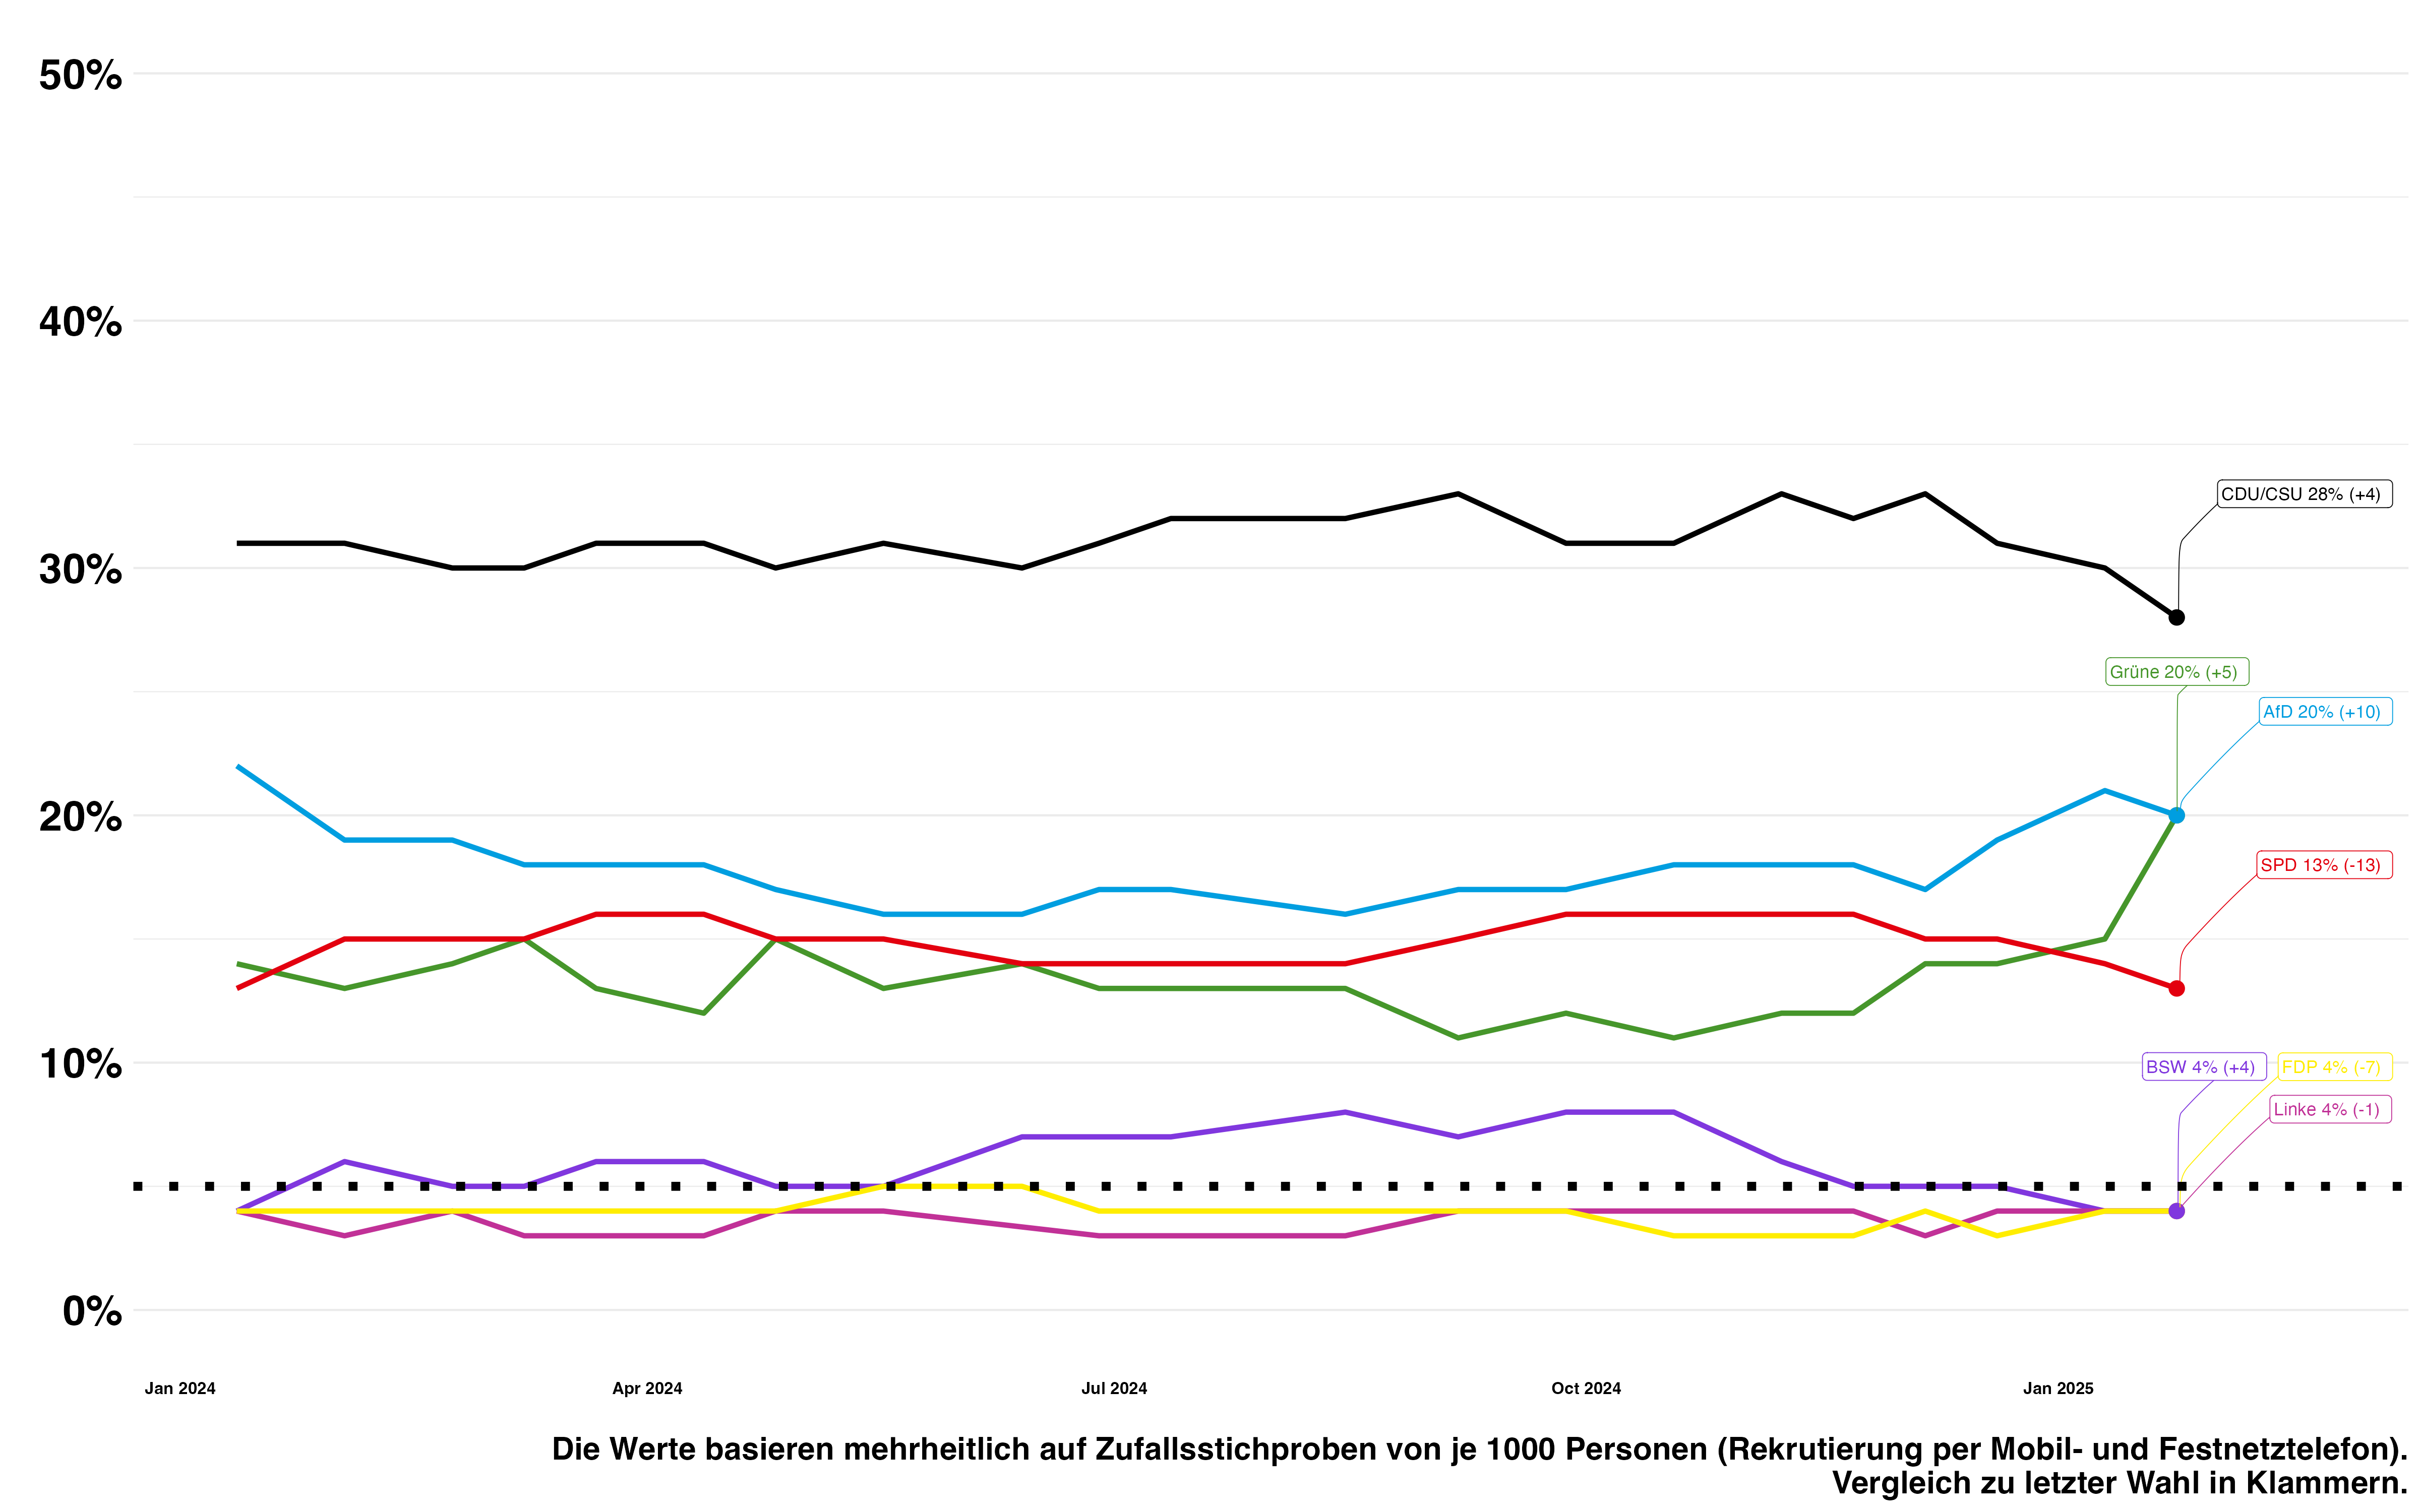 50%
40%
30%
20%
10%
0%
CDU/CSU 28% (+4)
Grüne 20% (+5)
AfD 20% (+10)
SPD 13% (-13)
BSW 4% (+4)
FDP 4% (-7)
Linke 4% (-1)
Jan 2024
Apr 2024
Jul 2024
Oct 2024
Jan 2025
Die Werte basieren mehrheitlich auf Zufallsstichproben von je 1000 Personen (Rekrutierung per Mobil- und Festnetztelefon).
Vergleich zu letzter Wahl in Klammern.